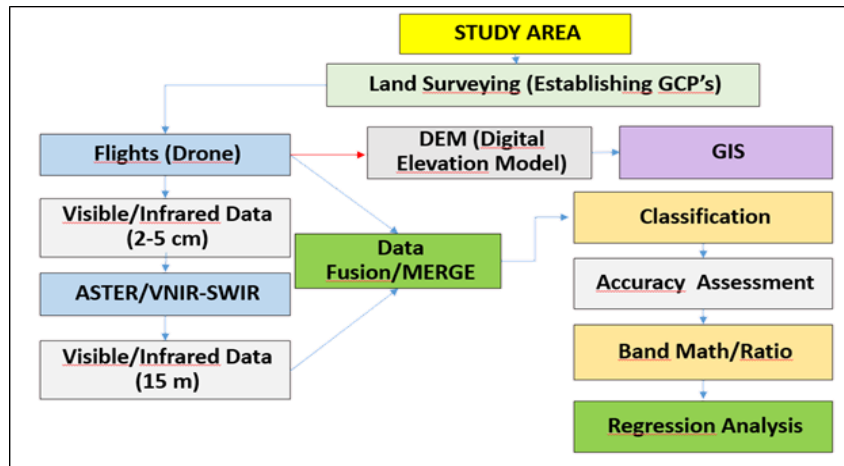 STUDY AREA
Land Surveying (Establishing GCP's)
Flights (Drone)
DEM (Digital
Elevation Model)
GIS
Visible/Infrared Data
(2-5 cm)
Data
Fusion/MERGE
Classification
ASTER/VNIR-SWIR
Accuracy Assessment
Visible/Infrared Data
(15 m)
Band Math/Ratio
Regression Analysis